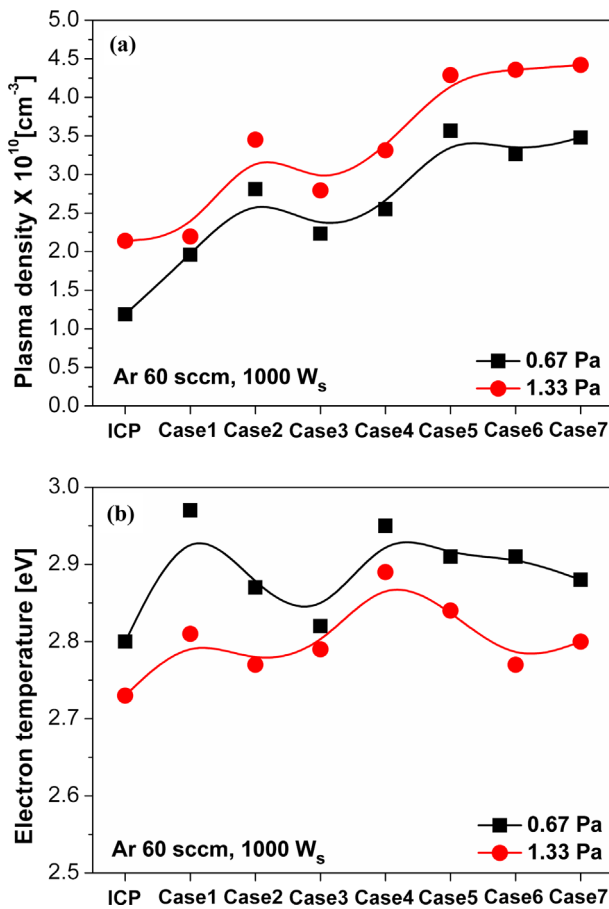 (a)
Plasma density X 10^10 [cm^-3]
5.0
4.5
4.0
3.5
3.0
2.5
2.0
1.5
1.0
0.5
0.0
0.67 Pa
1.33 Pa
Ar 60 sccm, 1000 W_s
ICP Case1 Case2 Case3 Case4 Case5 Case6 Case7
(b)
Electron temperature [eV]
3.0
2.9
2.8
2.7
2.6
2.5
0.67 Pa
1.33 Pa
Ar 60 sccm, 1000 W_s
ICP Case1 Case2 Case3 Case4 Case5 Case6 Case7